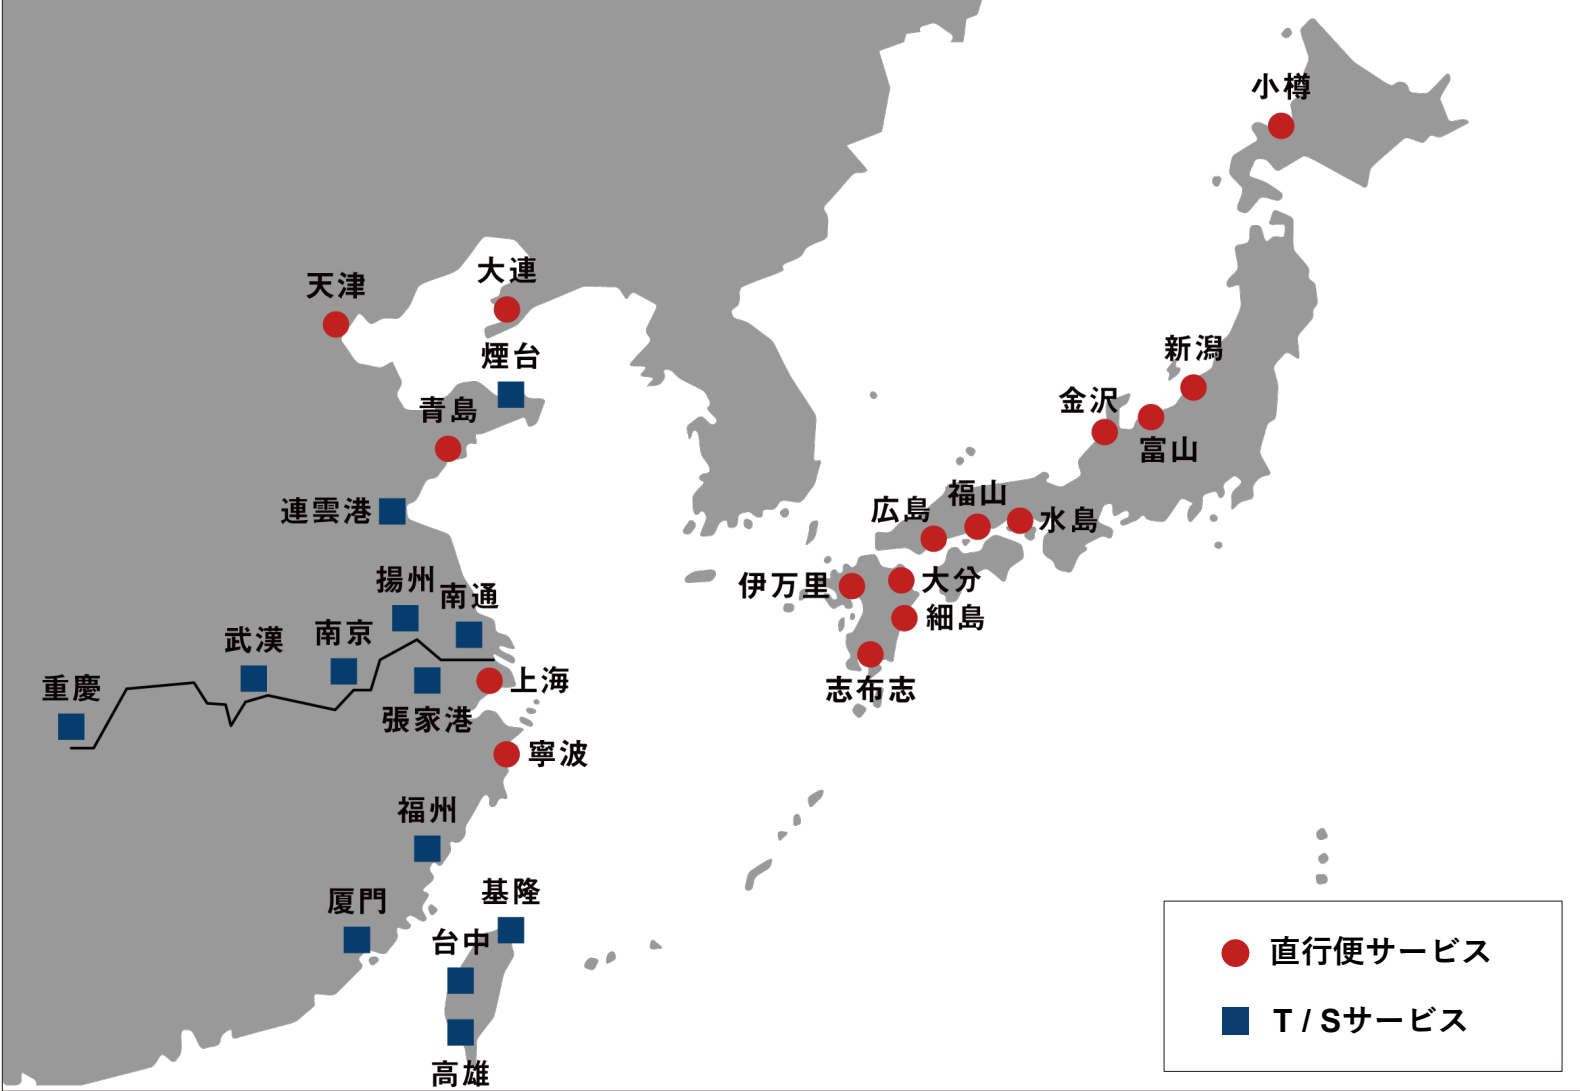 小樽
大連
天津
新潟
煙台
金沢
青島
富山
福山
広島
水島
連雲港
揚州
大分
伊万里
南通
細島
南京
武漢
上海
重慶
志布志
張家港
寧波
福州
基隆
厦門
台中
直行便サービス
T / Sサービス
高雄